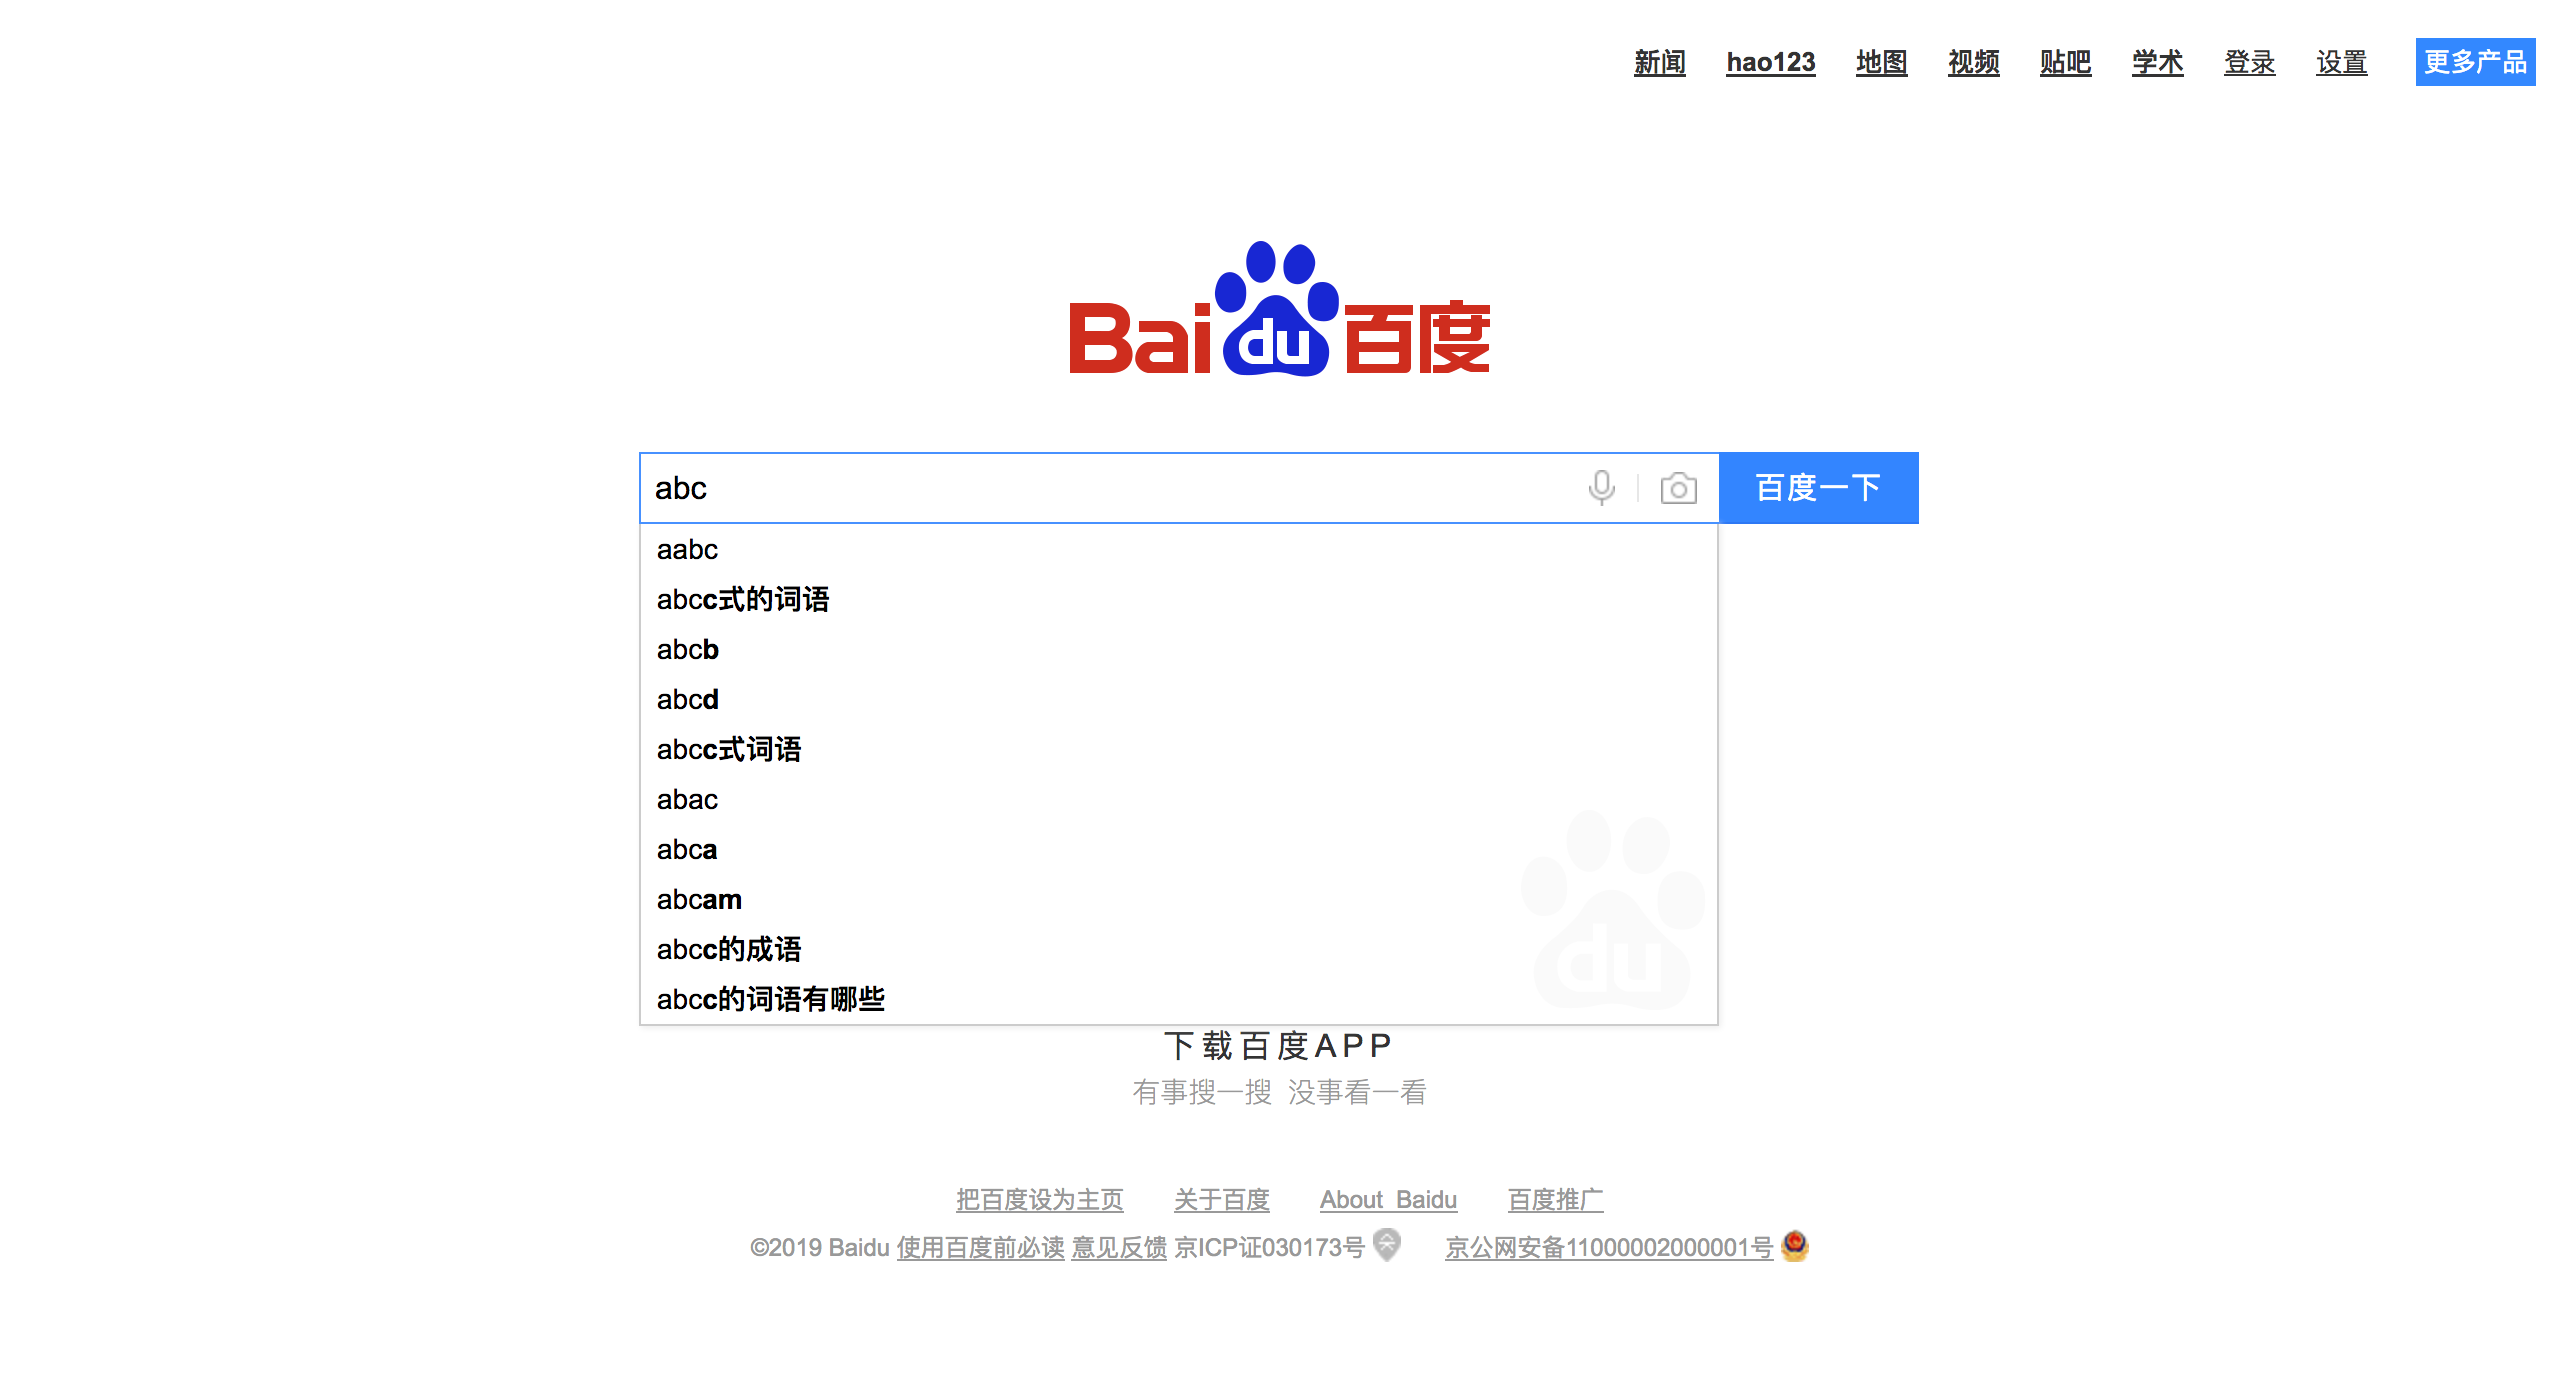 新闻 hao123 地图 视频 贴吧 学术 登录 设置 更多产品
Bai du 百度
abc 百度一下
aabc
abcc式的词语
abcb
abcd
abcc式词语
abac
abca
abcam
abcc的成语
abcc的词语有哪些
du
下载百度APP
有事搜一搜 没事看一看
把百度设为主页 关于百度 About Baidu 百度推广
©2019 Baidu 使用百度前必读 意见反馈 京ICP证030173号 京公网安备11000002000001号